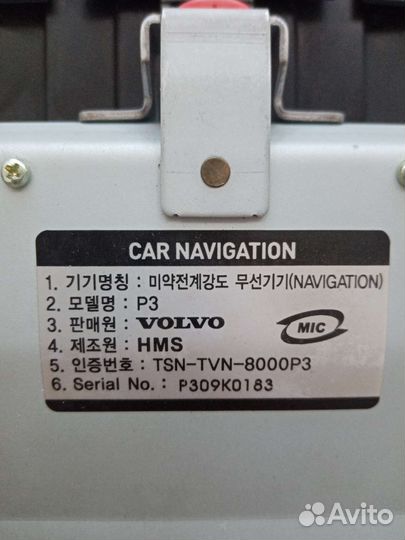 CAR NAVIGATION
1. 기기명칭 : 미약전계강도 무선기기(NAVIGATION)
2. 모델명 : P3
3. 판매원 : VOLVO
4. 제조원 : HMS
MIC
5. 인증번호 : TSN-TVN-8000P3
6. Serial No. : P309K0183
Avito